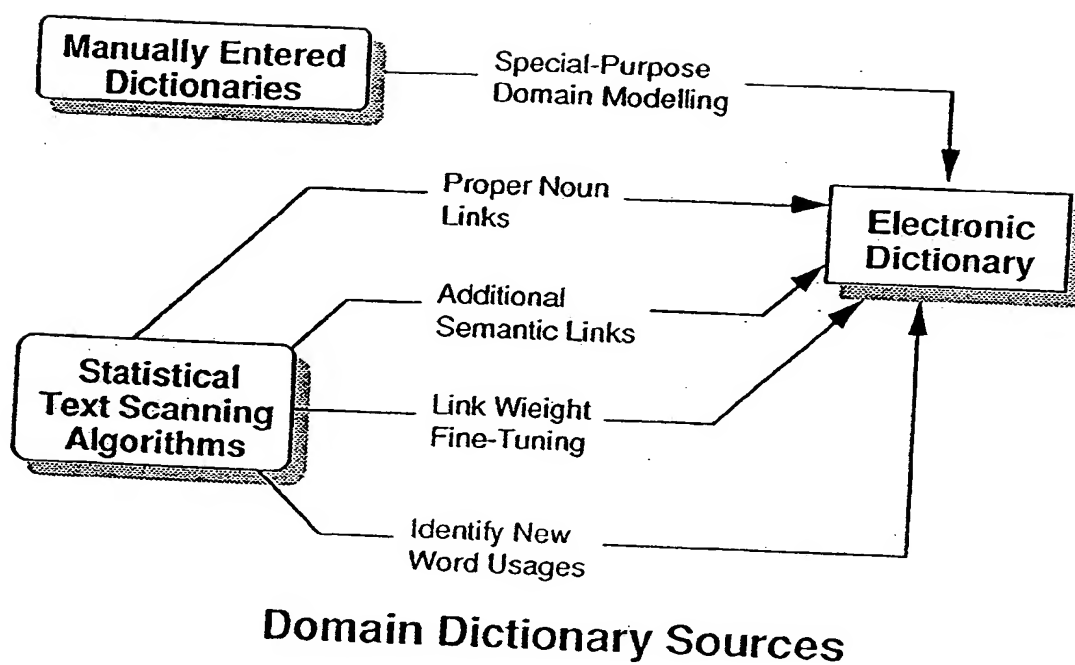 Manually Entered
Dictionaries
Special-Purpose
Domain Modelling
Proper Noun
Links
Electronic
Dictionary
Additional
Semantic Links
Statistical
Text Scanning
Algorithms
Link Wieight
Fine-Tuning
Identify New
Word Usages
Domain Dictionary Sources